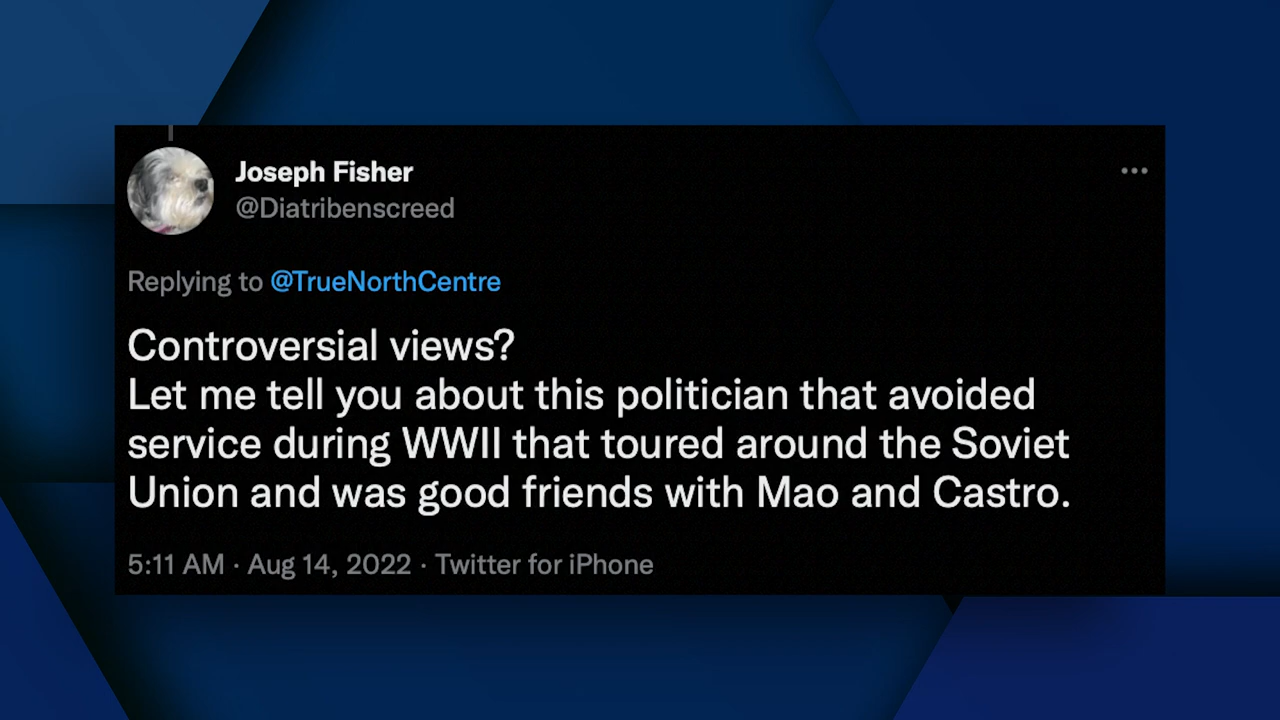 Joseph Fisher
@Diatribenscreed
Replying to @TrueNorthCentre
Controversial views?
Let me tell you about this politician that avoided
service during WWII that toured around the Soviet
Union and was good friends with Mao and Castro.
5:11 AM · Aug 14, 2022 · Twitter for iPhone